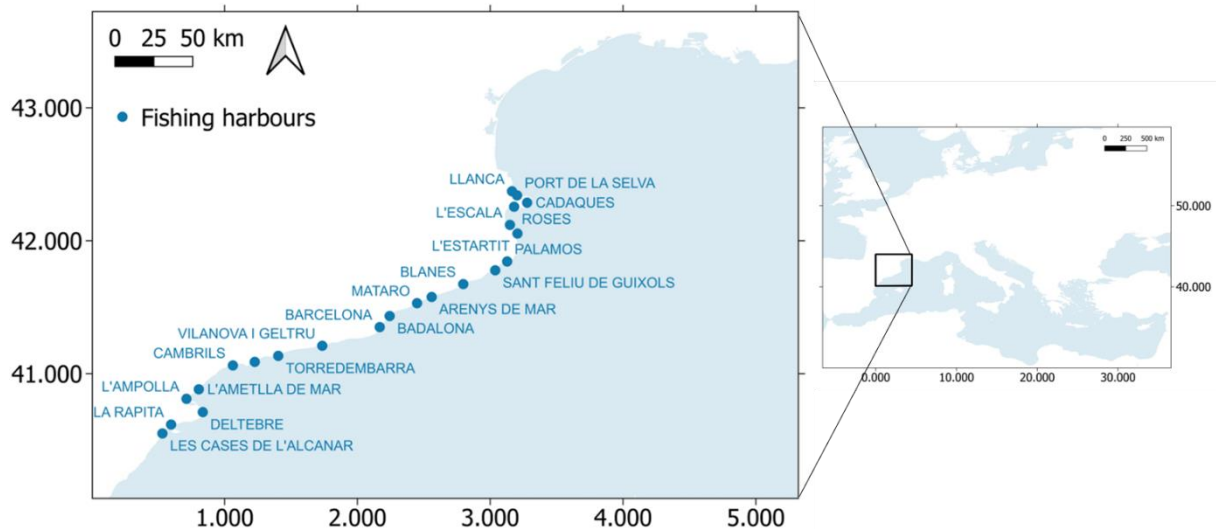 0 25 50 km
Fishing harbours
43.000
42.000
41.000
LLANCA
PORT DE LA SELVA
CADAQUES
L'ESCALA
ROSES
L'ESTARTIT
PALAMOS
BLANES
SANT FELIU DE GUIXOLS
MATARO
ARENYS DE MAR
BARCELONA
BADALONA
VILANOVA I GELTRU
CAMBRILS
TORREDEMBARRA
L'AMPOLLA
L'AMETLLA DE MAR
LA RAPITA
DELTEBRE
LES CASES DE L'ALCANAR
1.000 2.000 3.000 4.000 5.000
0 250 500 km
50.000
40.000
0.000 10.000 20.000 30.000